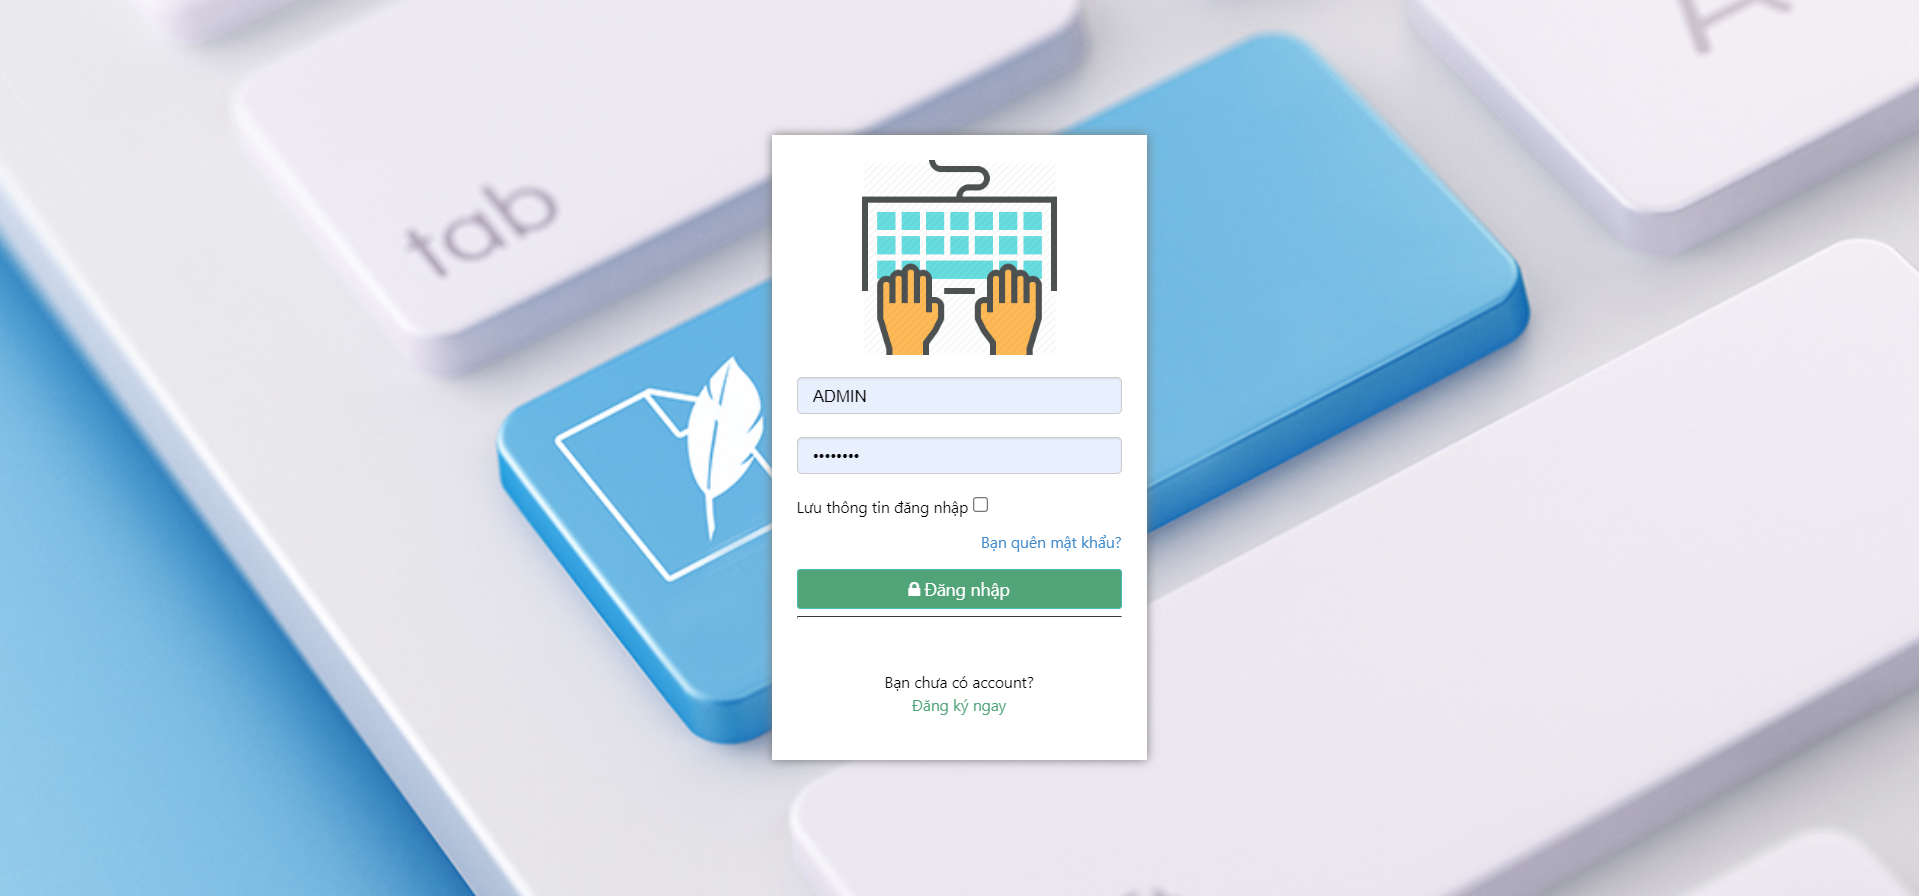 A
tab
ADMIN
••••••••
Lưu thông tin đăng nhập
Bạn quên mật khẩu?
Đăng nhập
Bạn chưa có account?
Đăng ký ngay